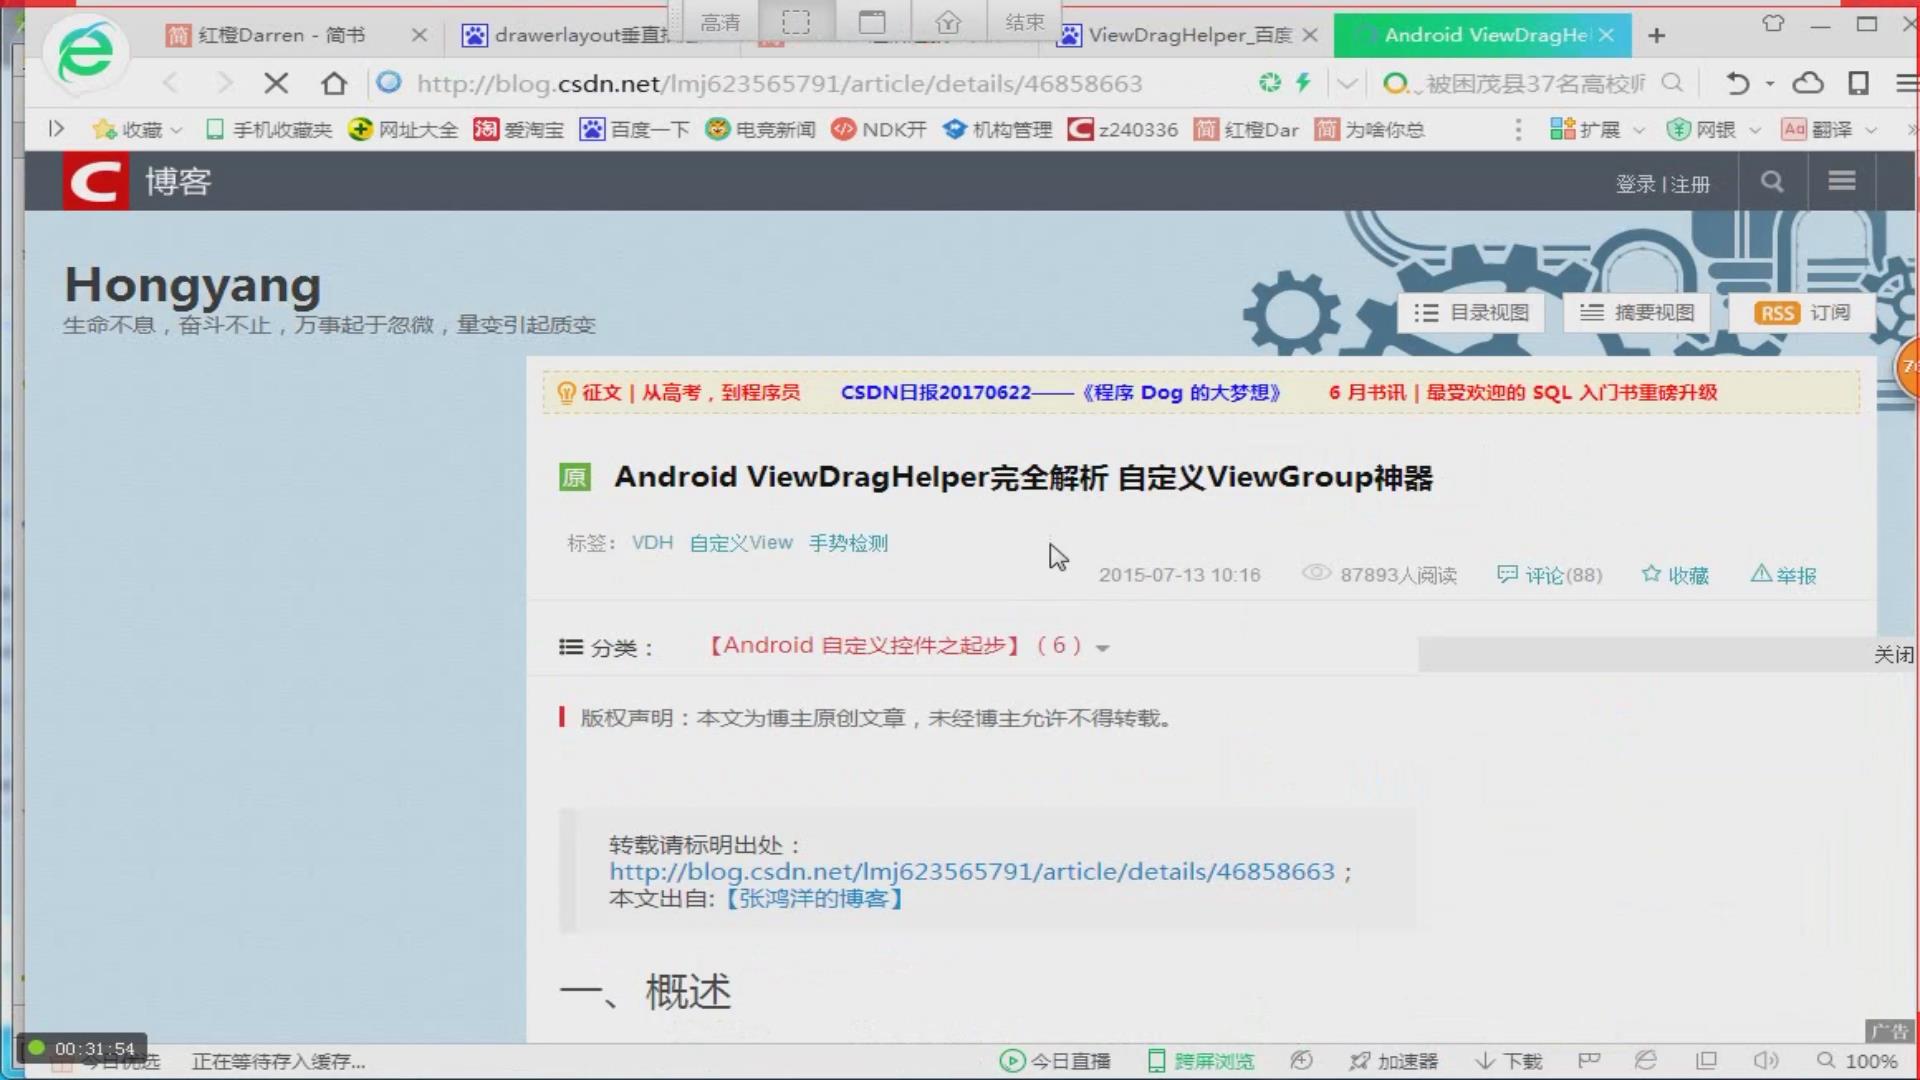 红橙Darren - 简书
drawerlayout垂直
高清
结束
ViewDragHelper_百度
Android ViewDragHe
http://blog.csdn.net/lmj623565791/article/details/46858663
被困茂县37名高校师
收藏
手机收藏夹
网址大全
淘
爱淘宝
百度一下
电竞新闻
NDK开
机构管理
z240336
简
红橙Dar
简
为啥你总
扩展
网银
翻译
C
博客
登录 | 注册
Hongyang
生命不息，奋斗不止，万事起于忽微，量变引起质变
目录视图
摘要视图
RSS 订阅
征文 | 从高考，到程序员 CSDN日报20170622——《程序 Dog 的大梦想》 6 月书讯 | 最受欢迎的 SQL 入门书重磅升级
原 Android ViewDragHelper完全解析 自定义ViewGroup神器
标签： VDH 自定义View 手势检测
2015-07-13 10:16 87893人阅读 评论(88) 收藏 举报
分类： 【Android 自定义控件之起步】（6）
关闭
版权声明：本文为博主原创文章，未经博主允许不得转载。
转载请标明出处：
http://blog.csdn.net/lmj623565791/article/details/46858663；
本文出自:【张鸿洋的博客】
一、概述
广告
00:31:54
今日优选
正在等待存入缓存...
今日直播
跨屏浏览
加速器
下载
100%